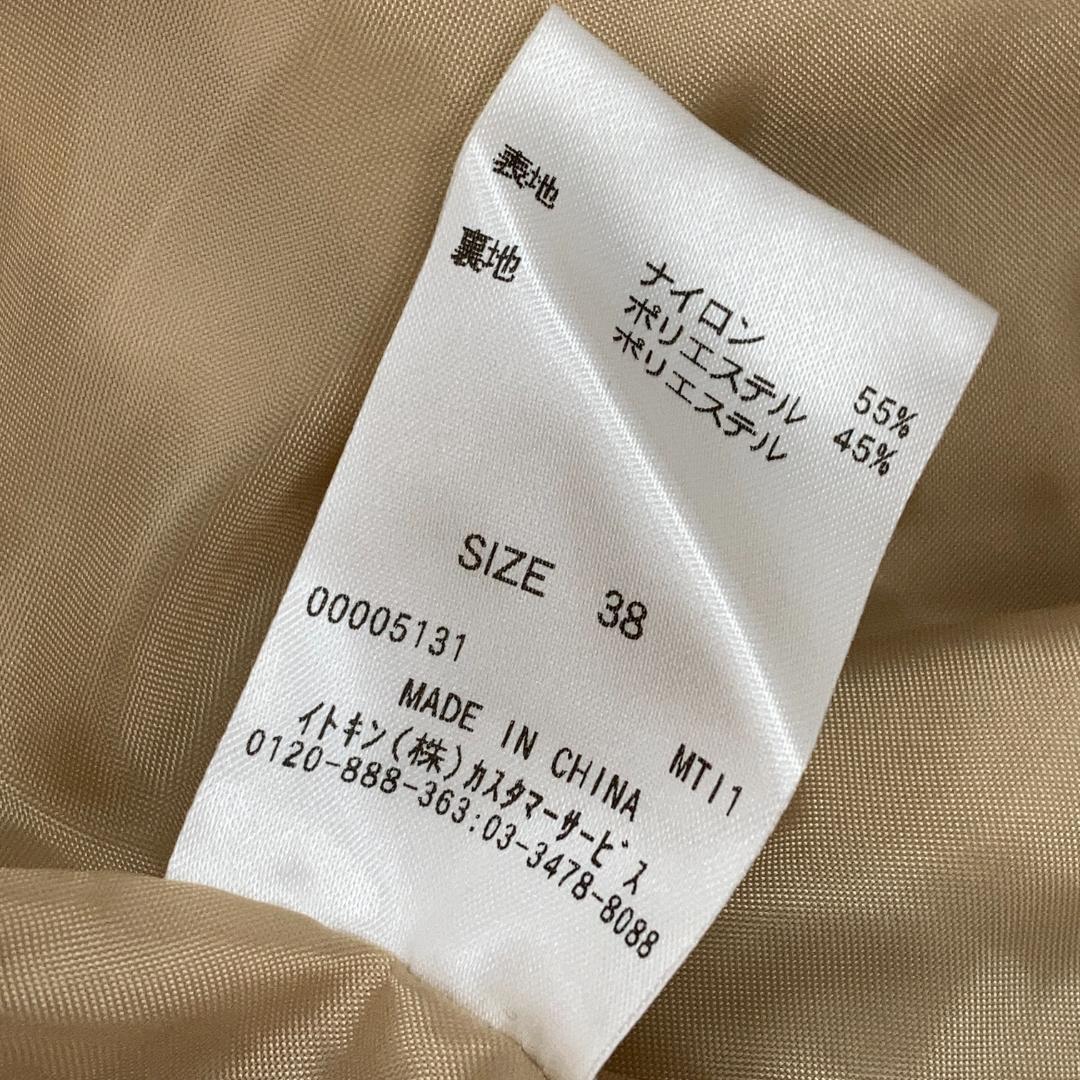 表地 ナイロン 55%
ポリエステル 45%
裏地 ポリエステル
SIZE 38
00005131
MTI1
MADE IN CHINA
ｲﾄｷﾝ(株)ｶｽﾀﾏｰｻｰﾋﾞｽ
0120-888-363:03-3478-8088